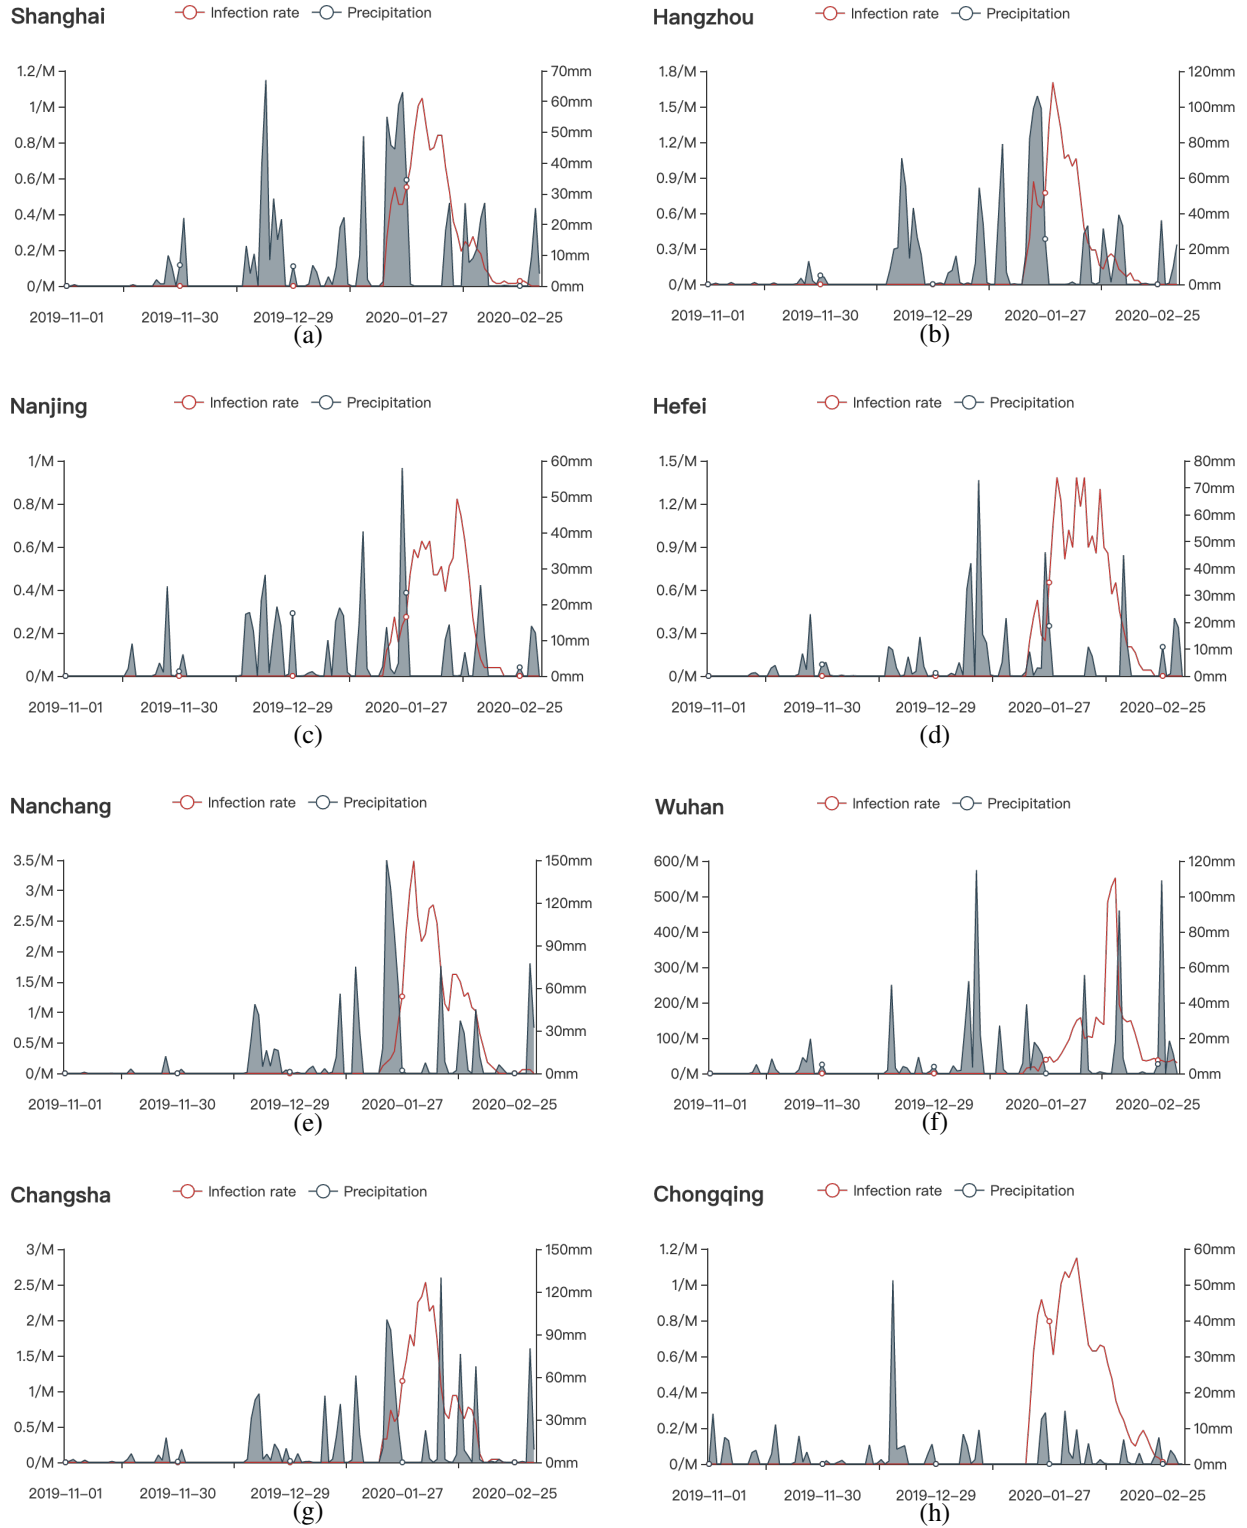 Shanghai
Infection rate Precipitation
1.2/M 70mm
60mm
1/M
50mm
0.8/M
40mm
0.6/M
30mm
0.4/M
20mm
0.2/M
10mm
0/M 0mm
2019-11-01 2019-11-30 2019-12-29 2020-01-27 2020-02-25
(a)
Hangzhou
Infection rate Precipitation
1.8/M 120mm
1.5/M 100mm
1.2/M 80mm
0.9/M 60mm
0.6/M 40mm
0.3/M 20mm
0/M 0mm
2019-11-01 2019-11-30 2019-12-29 2020-01-27 2020-02-25
(b)
Nanjing
Infection rate Precipitation
1/M 60mm
50mm
0.8/M
40mm
0.6/M
30mm
0.4/M
20mm
0.2/M
10mm
0/M 0mm
2019-11-01 2019-11-30 2019-12-29 2020-01-27 2020-02-25
(c)
Hefei
Infection rate Precipitation
1.5/M 80mm
70mm
1.2/M
60mm
0.9/M
50mm
40mm
0.6/M
30mm
20mm
0.3/M
10mm
0/M 0mm
2019-11-01 2019-11-30 2019-12-29 2020-01-27 2020-02-25
(d)
Nanchang
Infection rate Precipitation
3.5/M 150mm
3/M
120mm
2.5/M
2/M
90mm
1.5/M
60mm
1/M
0.5/M
30mm
0/M 0mm
2019-11-01 2019-11-30 2019-12-29 2020-01-27 2020-02-25
(e)
Wuhan
Infection rate Precipitation
600/M 120mm
500/M 100mm
400/M 80mm
300/M 60mm
200/M 40mm
100/M 20mm
0/M 0mm
2019-11-01 2019-11-30 2019-12-29 2020-01-27 2020-02-25
(f)
Changsha
Infection rate Precipitation
3/M 150mm
2.5/M
120mm
2/M
90mm
1.5/M
60mm
1/M
0.5/M
30mm
0/M 0mm
2019-11-01 2019-11-30 2019-12-29 2020-01-27 2020-02-25
(g)
Chongqing
Infection rate Precipitation
1.2/M 60mm
1/M 50mm
0.8/M 40mm
0.6/M 30mm
0.4/M 20mm
0.2/M 10mm
0/M 0mm
2019-11-01 2019-11-30 2019-12-29 2020-01-27 2020-02-25
(h)